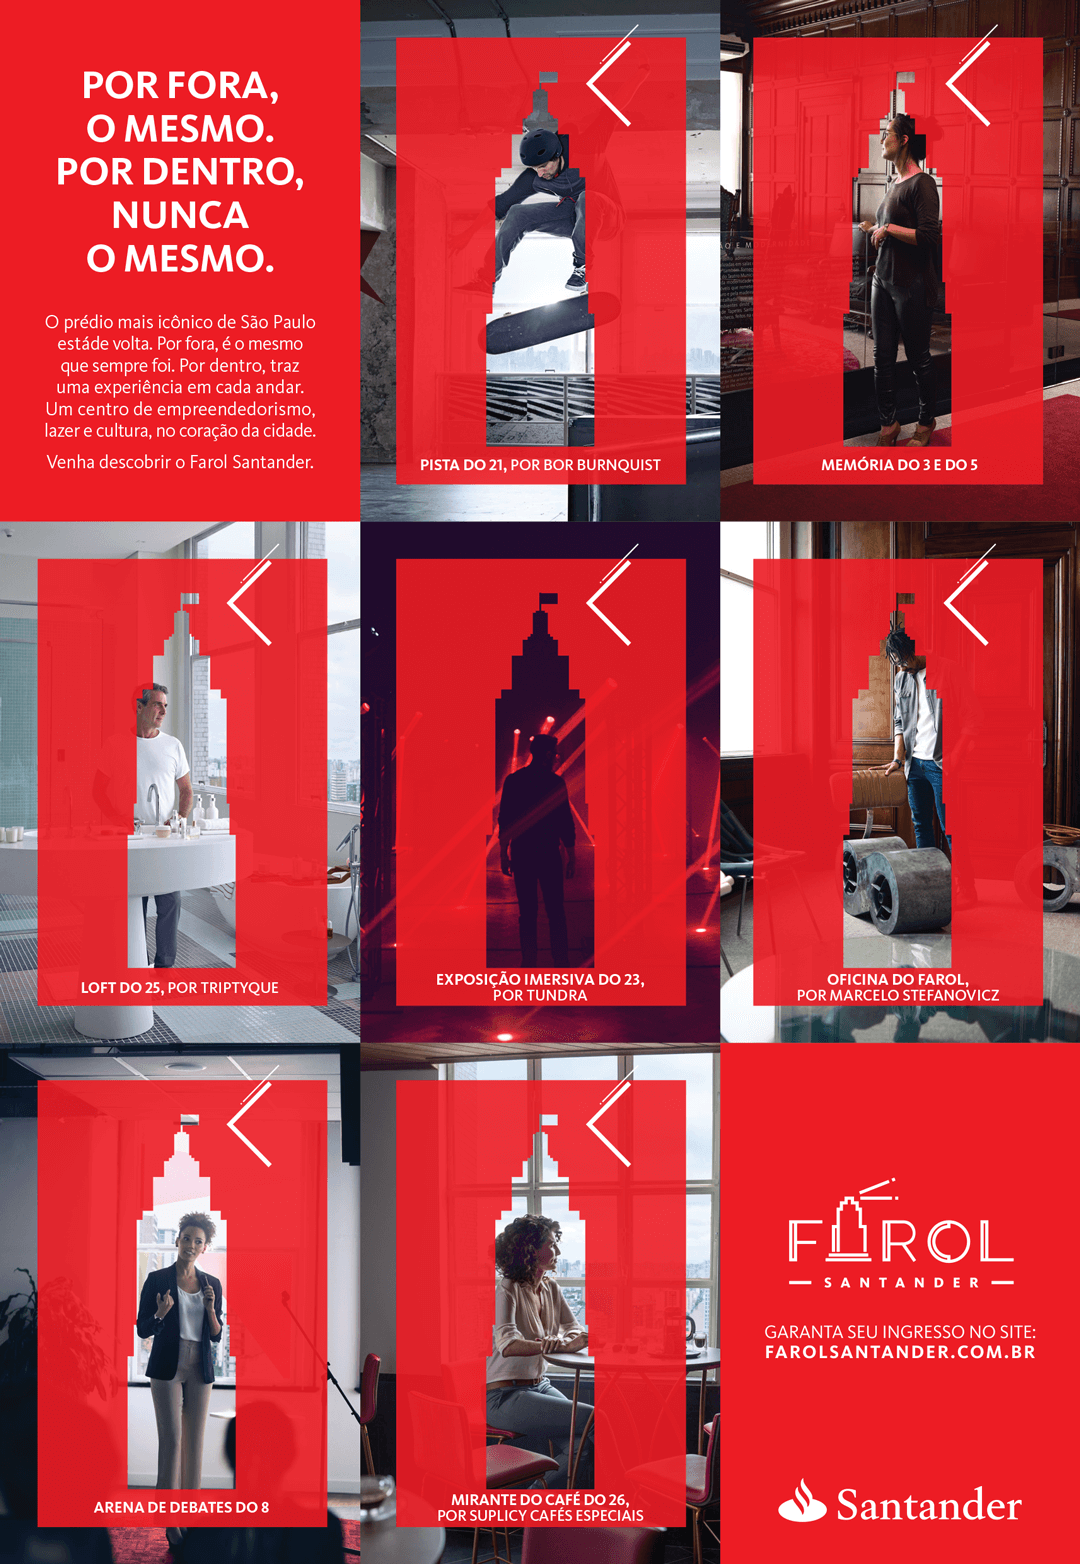 POR FORA,
O MESMO.
POR DENTRO,
NUNCA
O MESMO.
O prédio mais icônico de São Paulo
estáde volta. Por fora, é o mesmo
que sempre foi. Por dentro, traz
uma experiência em cada andar.
Um centro de empreendedorismo,
lazer e cultura, no coração da cidade.
Venha descobrir o Farol Santander.
PISTA DO 21, POR BOR BURNQUIST
MEMÓRIA DO 3 E DO 5
LOFT DO 25, POR TRIPTYQUE
EXPOSIÇÃO IMERSIVA DO 23,
POR TUNDRA
OFICINA DO FAROL,
POR MARCELO STEFANOVICZ
ARENA DE DEBATES DO 8
MIRANTE DO CAFÉ DO 26,
POR SUPLICY CAFÉS ESPECIAIS
FAROL
SANTANDER
GARANTA SEU INGRESSO NO SITE:
FAROLSANTANDER.COM.BR
Santander